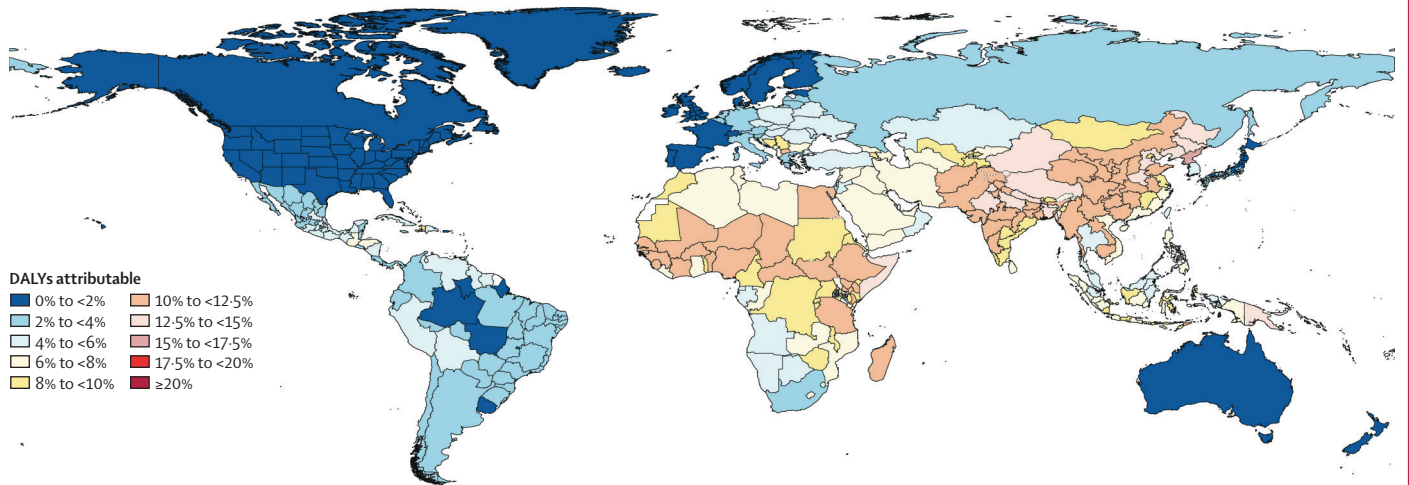 DALYs attributable
0% to <2%
2% to <4%
4% to <6%
6% to <8%
8% to <10%
10% to <12·5%
12·5% to <15%
15% to <17·5%
17·5% to <20%
≥20%